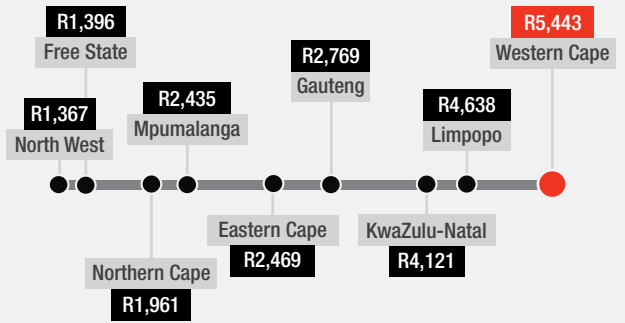 R1,396
Free State
R1,367
North West
R2,435
Mpumalanga
R2,769
Gauteng
R4,638
Limpopo
R5,443
Western Cape
Northern Cape
R1,961
Eastern Cape
R2,469
KwaZulu-Natal
R4,121